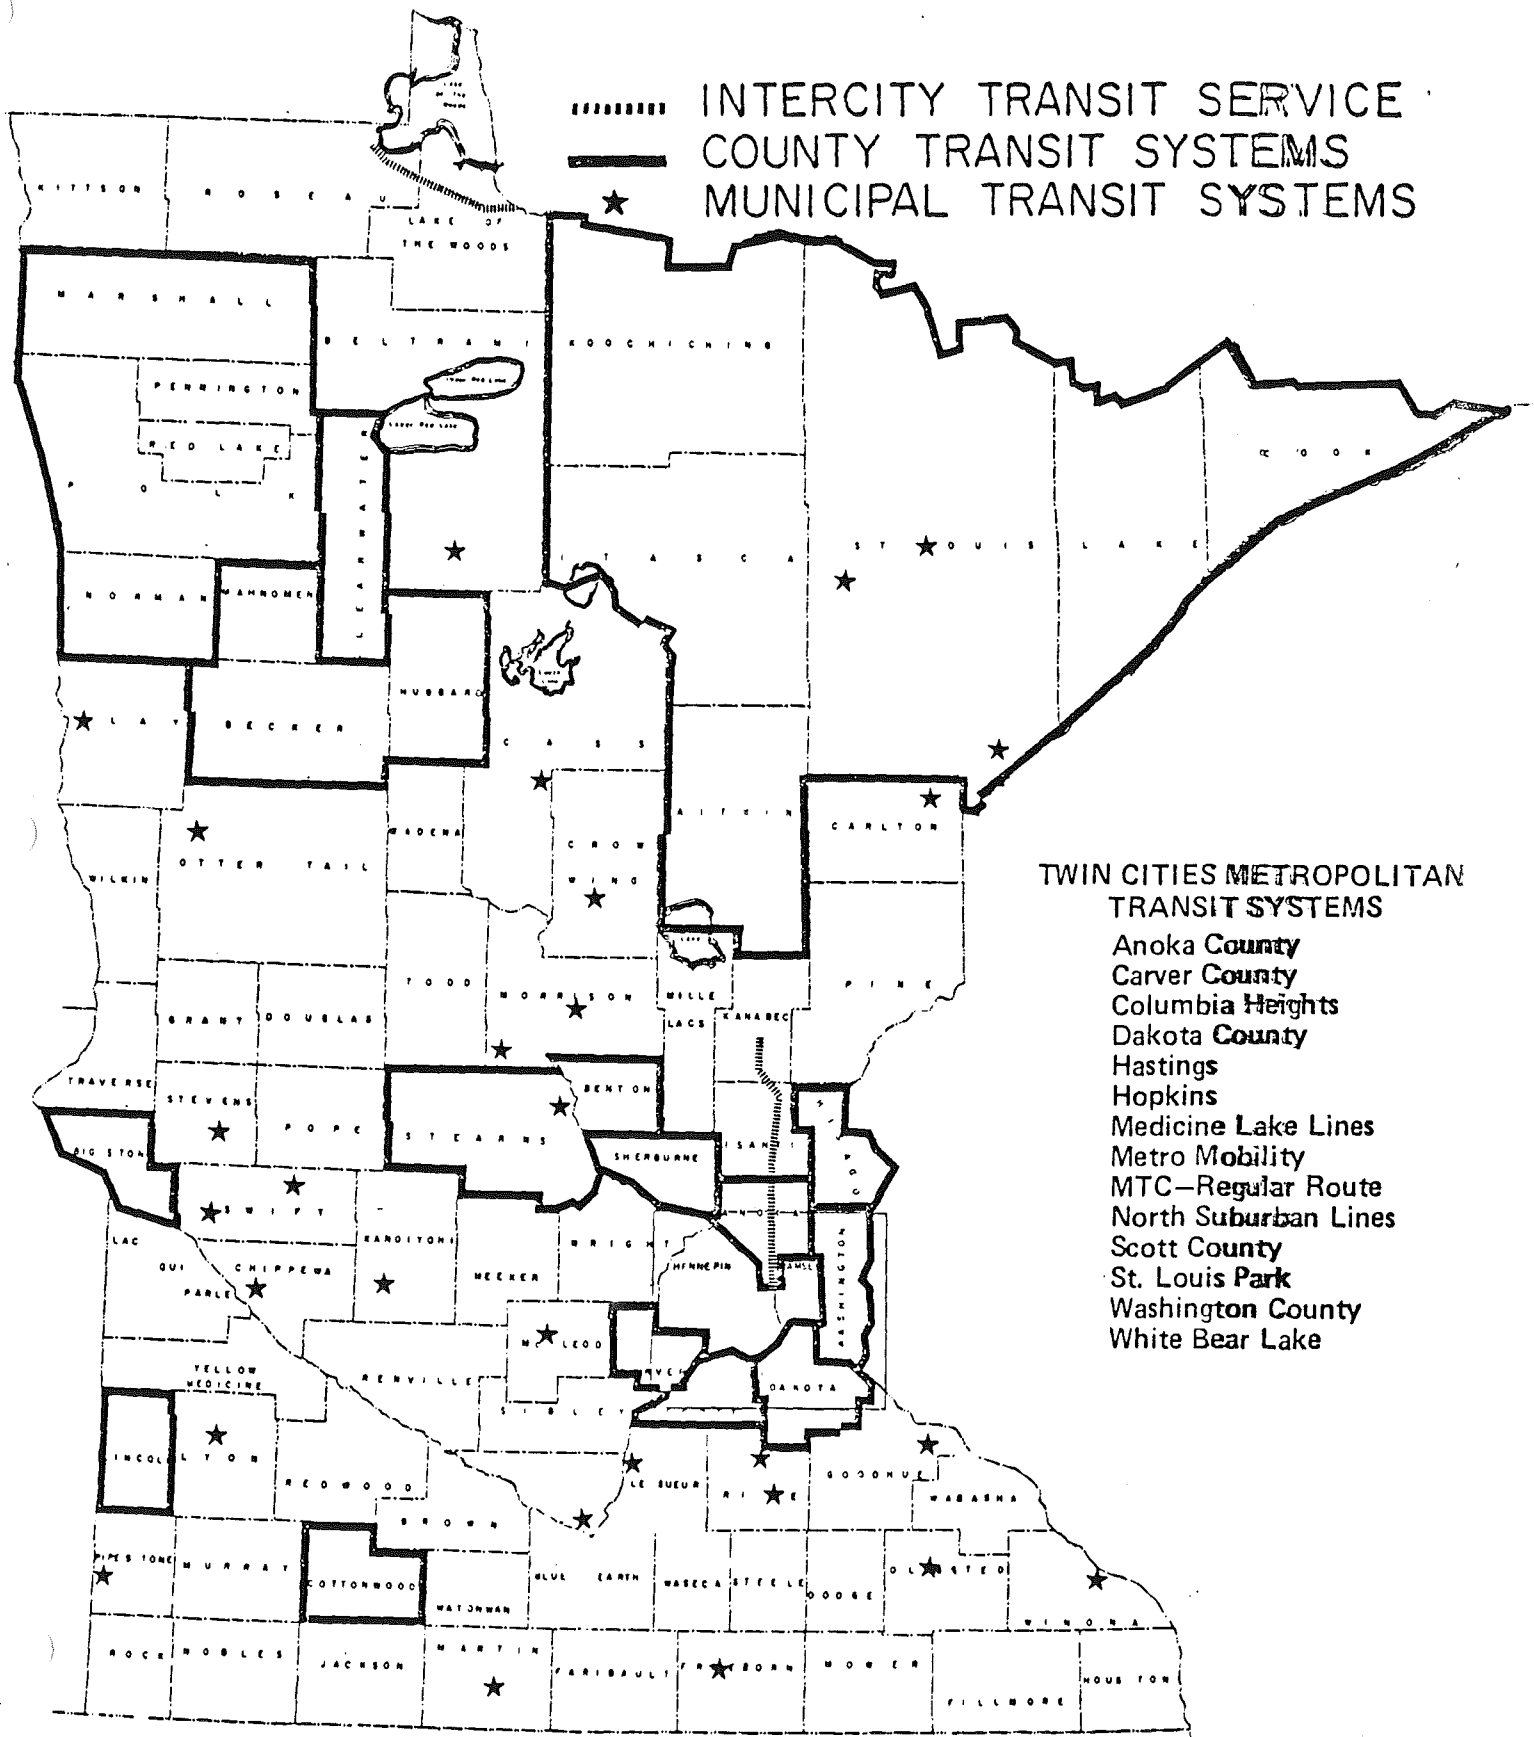 INTERCITY TRANSIT SERVICE
COUNTY TRANSIT SYSTEMS
MUNICIPAL TRANSIT SYSTEMS
KITTSON
ROSEAU
LAKE OF
THE WOODS
MARSHALL
BELTRAMI
KOOCHICHING
PENNINGTON
RED LAKE
POLK
CLEARWATER
COOK
ITASCA
ST LOUIS
LAKE
NORMAN
MAHNOMEN
HUBBARD
LAY
BECKER
CASS
AITKIN
CARLTON
WADENA
CROW
WING
OTTER TAIL
WILKIN
TWIN CITIES METROPOLITAN
TRANSIT SYSTEMS
Anoka County
Carver County
Columbia Heights
Dakota County
Hastings
Hopkins
Medicine Lake Lines
Metro Mobility
MTC—Regular Route
North Suburban Lines
Scott County
St. Louis Park
Washington County
White Bear Lake
TODD
MORRISON
MILLE
LACS
KANABEC
PINE
GRANT
DOUGLAS
TRAVERSE
STEVENS
POPE
STEARNS
BENTON
SHERBURNE
ISANTI
BIG STON
SWIFT
KANDIYOHI
ANOKA
WRIGHT
HENNEPIN
RAMSE
WASHINGTON
LAC
QUI
PARLE
CHIPPEWA
MEEKER
MC LEOD
RVE
DAKOTA
YELLOW
MEDICINE
RENVILLE
SIBLEY
LINCOL
LYON
REDWOOD
LE SUEUR
RICE
GOODHUE
WABASHA
BROWN
PIPESTONE
MURRAY
COTTONWOOD
WATONWAN
BLUE EARTH
WASECA
STEELE
DODGE
OLMSTED
WINONA
ROCK
NOBLES
JACKSON
MARTIN
FARIBAULT
FREEBORN
MOWER
FILLMORE
HOUSTON